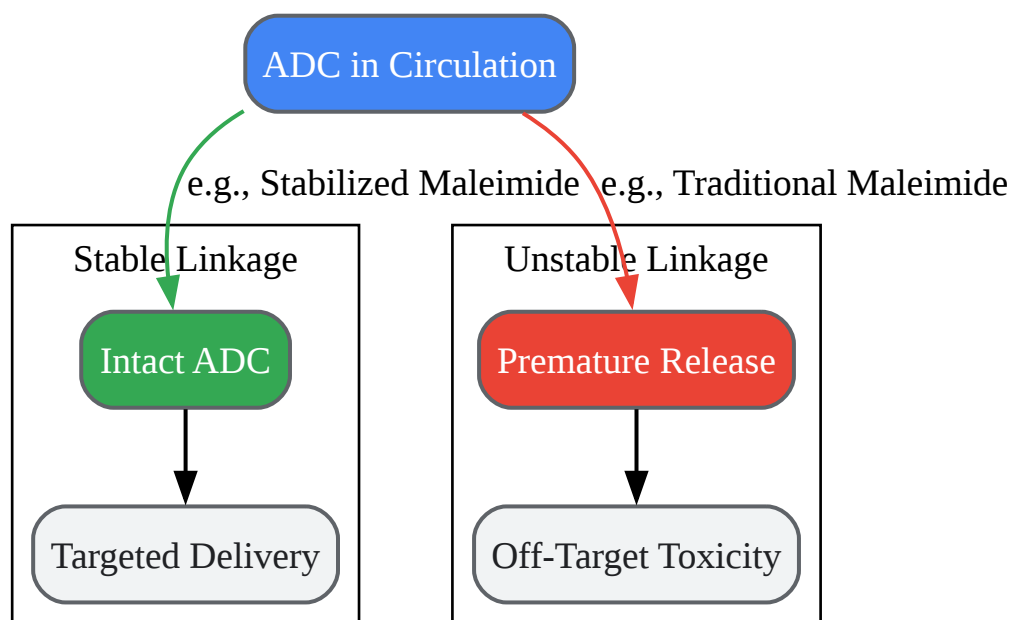 ADC in Circulation
e.g., Stabilized Maleimide
e.g., Traditional Maleimide
Stable Linkage
Unstable Linkage
Intact ADC
Premature Release
Targeted Delivery
Off-Target Toxicity